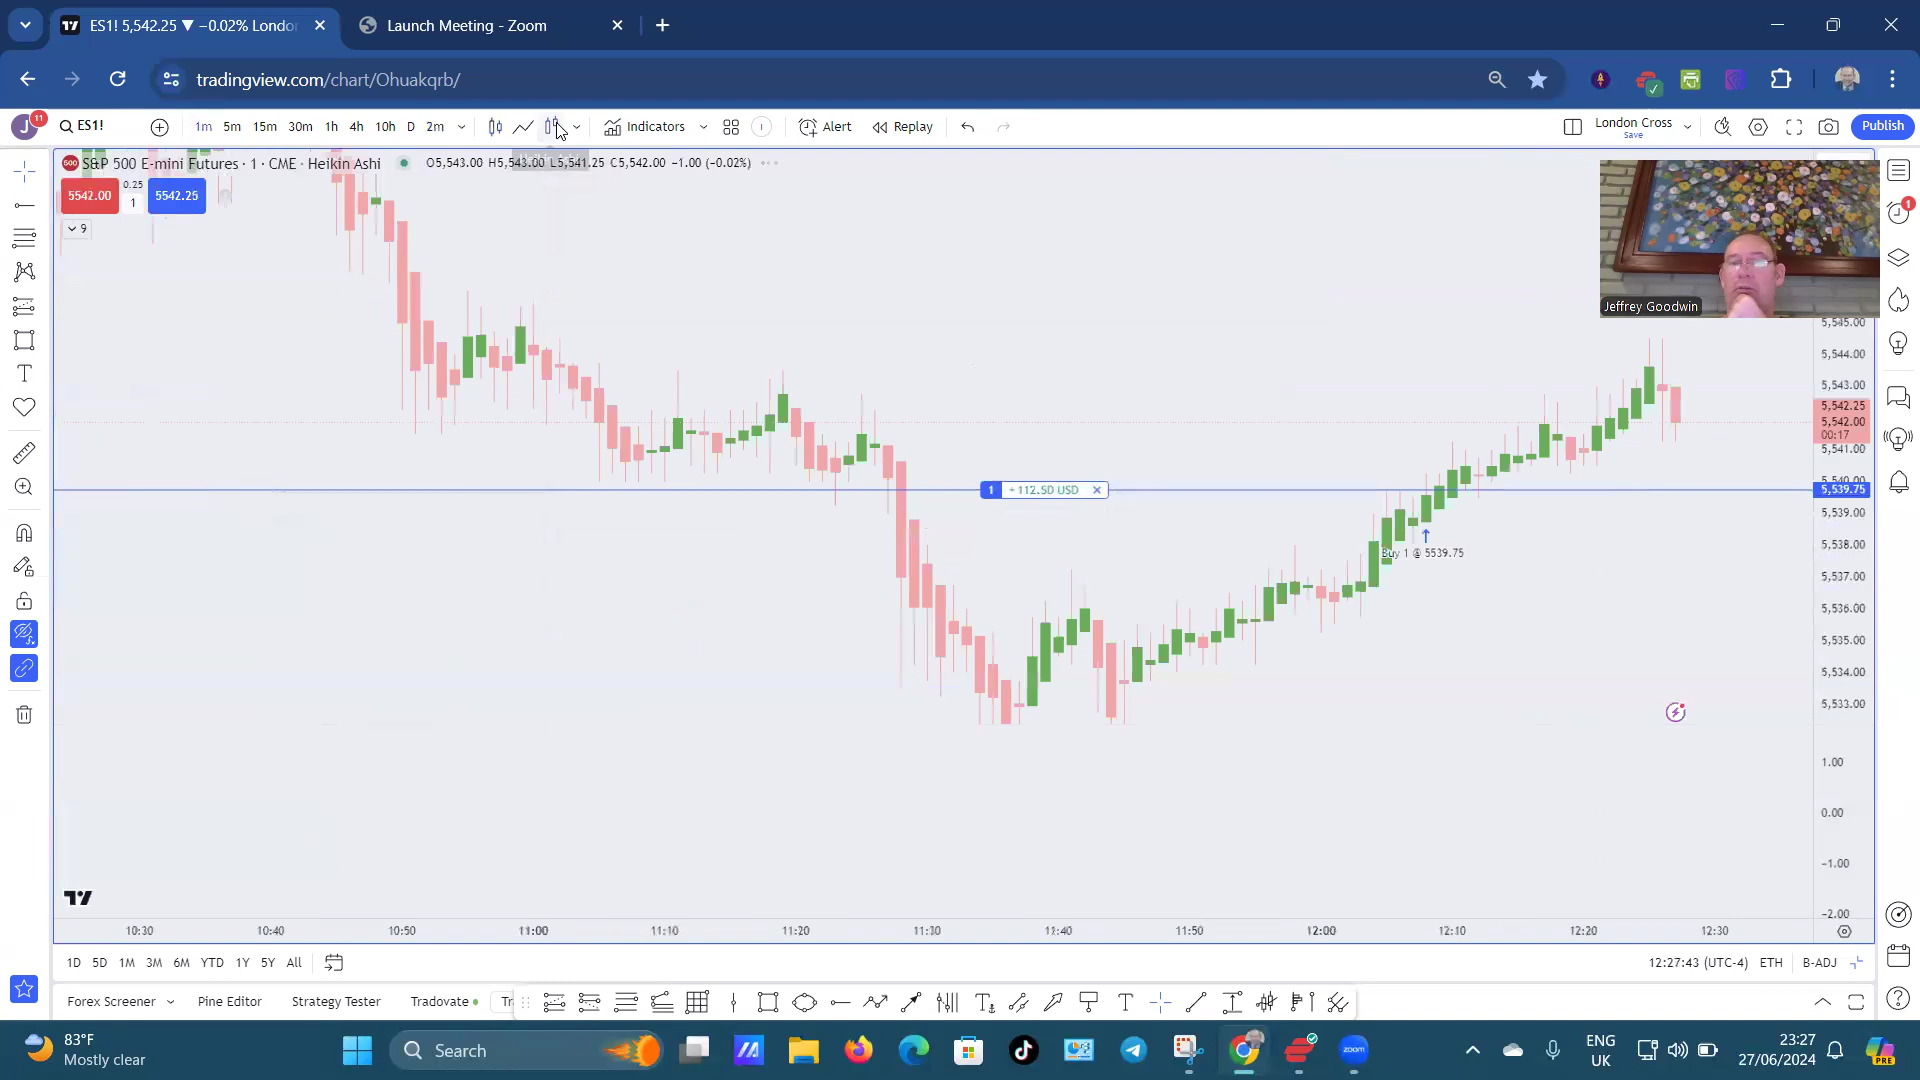 ES1! 5,542.25 ▼ −0.02% London
Launch Meeting - Zoom
tradingview.com/chart/Ohuakqrb/
J 11
ES1!
1m 5m 15m 30m 1h 4h 10h D 2m
Indicators
Alert
Replay
London Cross
Save
Publish
S&P 500 E-mini Futures · 1 · CME · Heikin Ashi
O5,543.00 H5,543.00 L5,541.25 C5,542.00 −1.00 (−0.02%)
5542.00
0.25
1
5542.25
9
Jeffrey Goodwin
1
5,545.00
5,544.00
5,543.00
5,542.25
5,542.00
00:17
5,541.00
5,539.75
5,539.00
5,538.00
5,537.00
5,536.00
5,535.00
5,534.00
5,533.00
1.00
0.00
−1.00
−2.00
1
USD
Buy 1 @ 5539.75
10:30 10:40 10:50 11:00 11:10 11:20 11:30 11:40 11:50 12:00 12:10 12:20 12:30
1D 5D 1M 3M 6M YTD 1Y 5Y All
12:27:43 (UTC-4) ETH B-ADJ
Forex Screener
Pine Editor
Strategy Tester
Tradovate
Tr
83°F
Mostly clear
Search
zoom
ENG
UK
23:27
27/06/2024
PRE